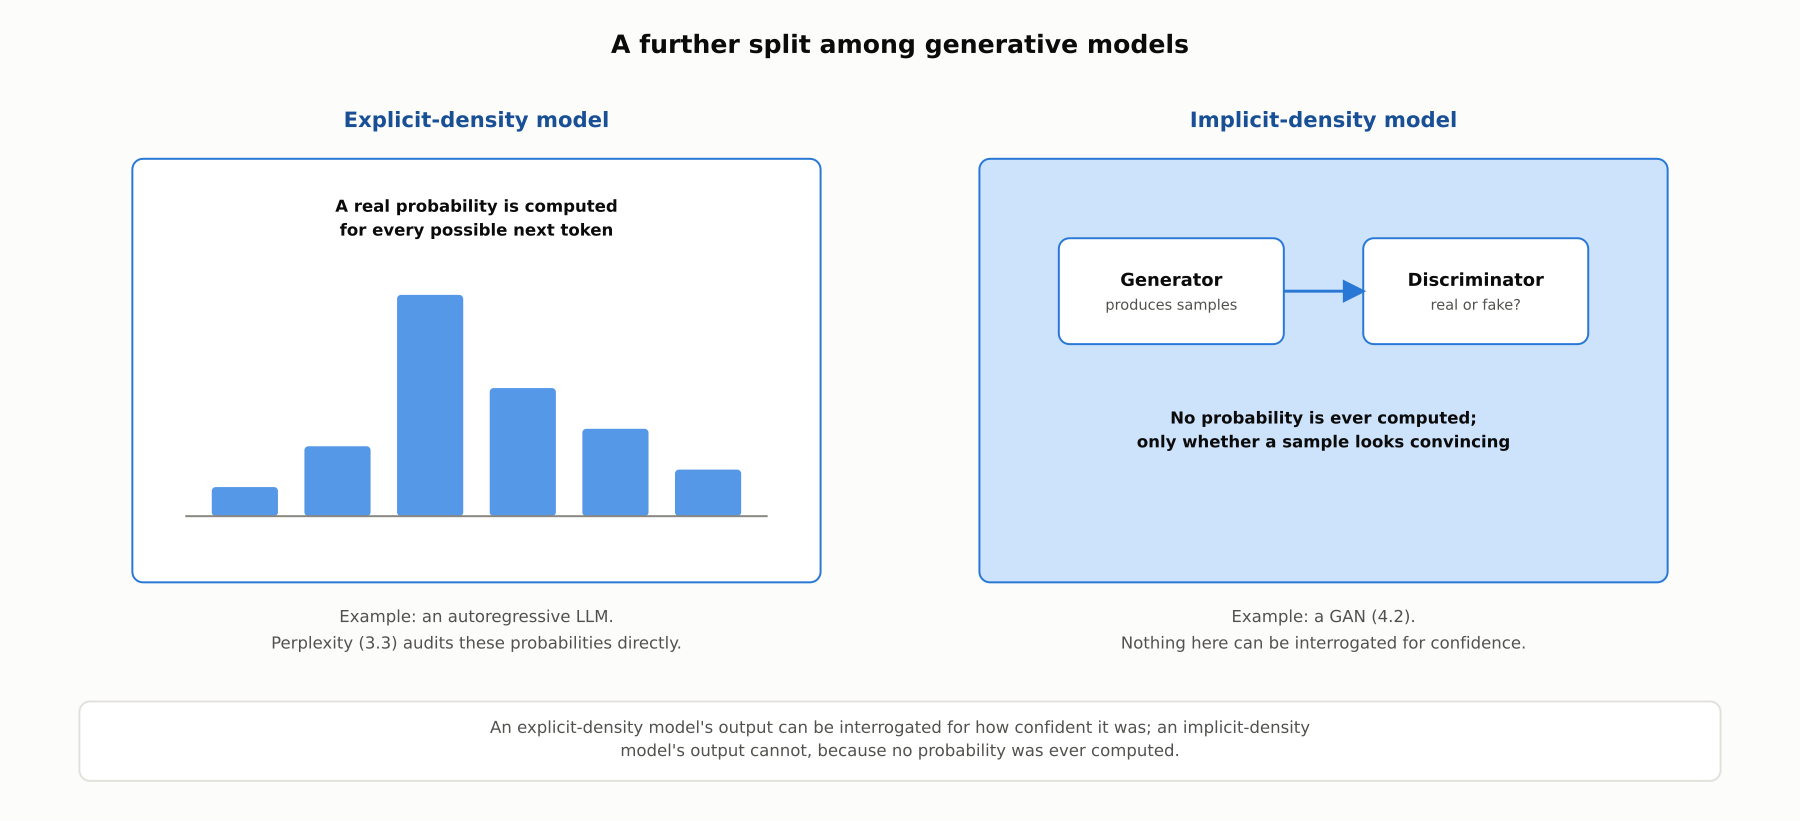 A further split among generative models
Explicit-density model
A real probability is computed
for every possible next token
Example: an autoregressive LLM.
Perplexity (3.3) audits these probabilities directly.
Implicit-density model
Generator
produces samples
Discriminator
real or fake?
No probability is ever computed;
only whether a sample looks convincing
Example: a GAN (4.2).
Nothing here can be interrogated for confidence.
An explicit-density model's output can be interrogated for how confident it was; an implicit-density
model's output cannot, because no probability was ever computed.